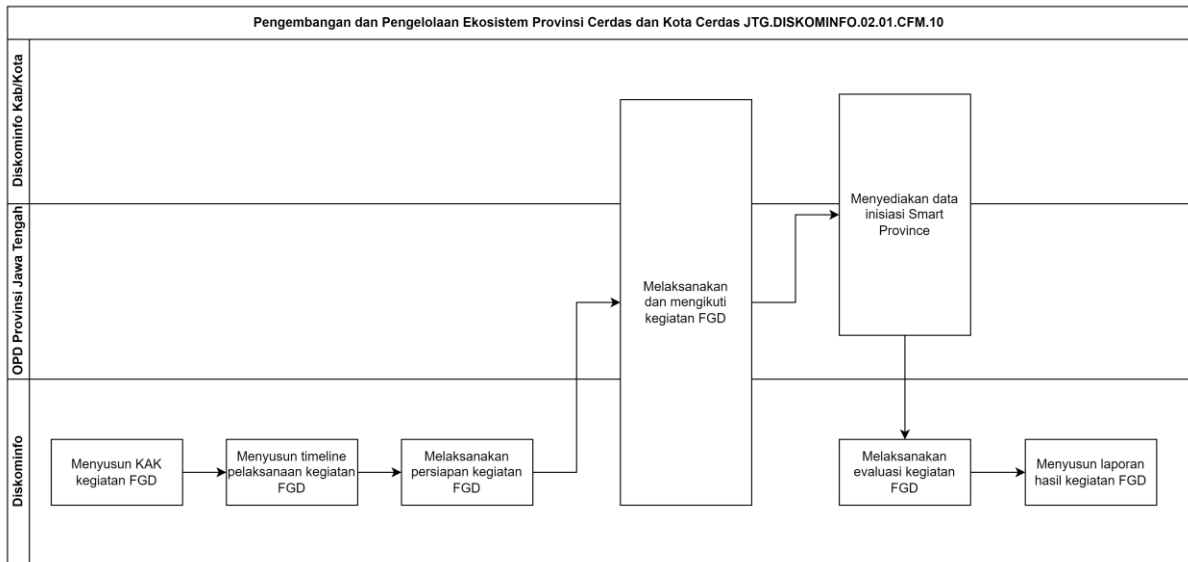 Pengembangan dan Pengelolaan Ekosistem Provinsi Cerdas dan Kota Cerdas JTG.DISKOMINFO.02.01.CFM.10
Diskominfo Kab/Kota
OPD Provinsi Jawa Tengah
Diskominfo
Menyusun KAK
kegiatan FGD
Menyusun timeline
pelaksanaan kegiatan
FGD
Melaksanakan
persiapan kegiatan
FGD
Melaksanakan
dan mengikuti
kegiatan FGD
Menyediakan data
inisiasi Smart
Province
Melaksanakan
evaluasi kegiatan
FGD
Menyusun laporan
hasil kegiatan FGD